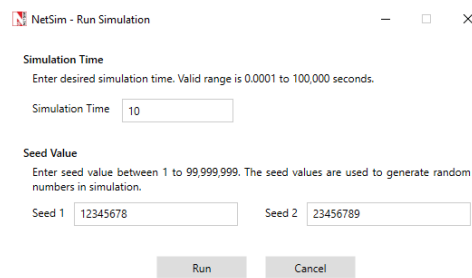 NetSim - Run Simulation
Simulation Time
Enter desired simulation time. Valid range is 0.0001 to 100,000 seconds.
Simulation Time 10
Seed Value
Enter seed value between 1 to 99,999,999. The seed values are used to generate random
numbers in simulation.
Seed 1 12345678 Seed 2 23456789
Run Cancel